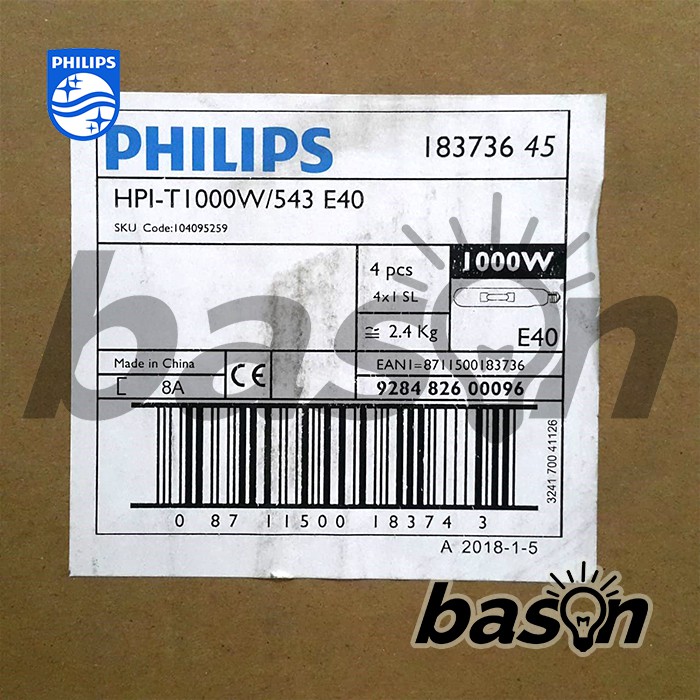 PHILIPS
PHILIPS
183736 45
HPI-T1000W/543 E40
SKU Code:104095259
4 pcs
1000W
4x1 SL
≅ 2.4 Kg
E40
Made in China
CE
EAN1=8711500183736
8A
9284 826 00096
bason
3241 700 41126
0 87 11500 18374 3
A 2018-1-5
bason